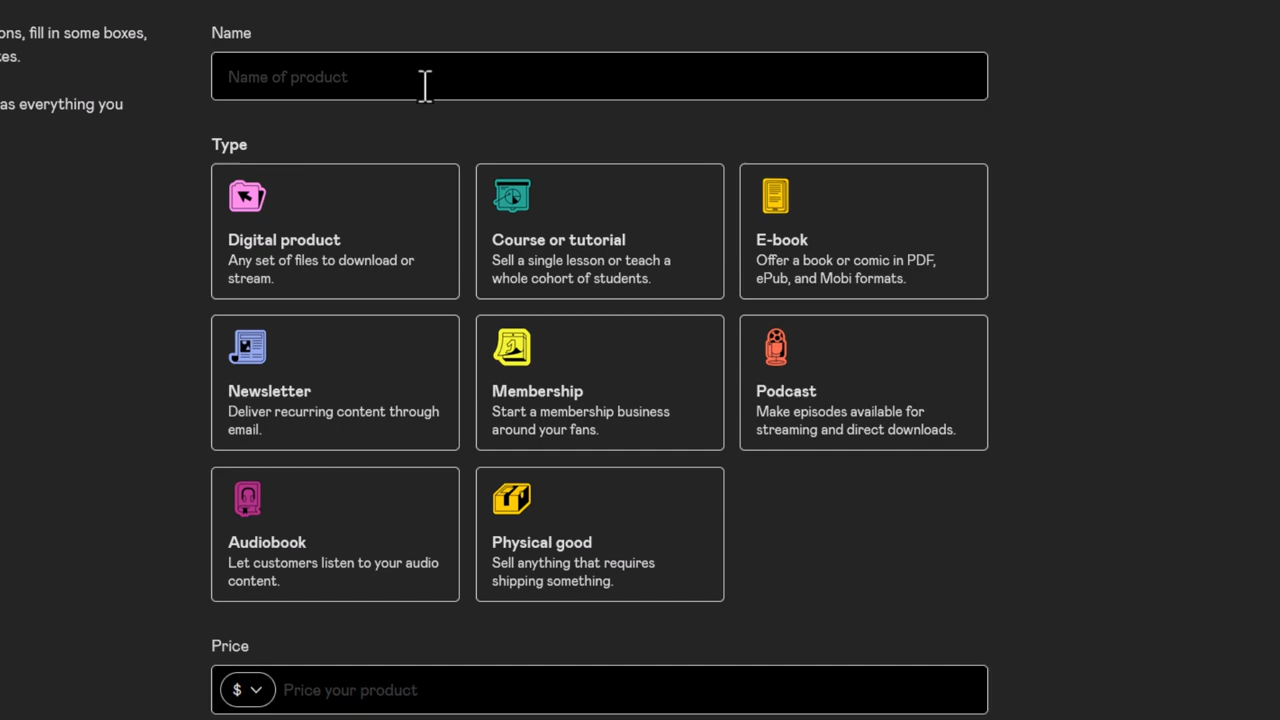 ons, fill in some boxes,
as everything you
Name
Name of product
Type
Digital product
Any set of files to download or
stream.
Course or tutorial
Sell a single lesson or teach a
whole cohort of students.
E-book
Offer a book or comic in PDF,
ePub, and Mobi formats.
Newsletter
Deliver recurring content through
email.
Membership
Start a membership business
around your fans.
Podcast
Make episodes available for
streaming and direct downloads.
Audiobook
Let customers listen to your audio
content.
Physical good
Sell anything that requires
shipping something.
Price
$ Price your product